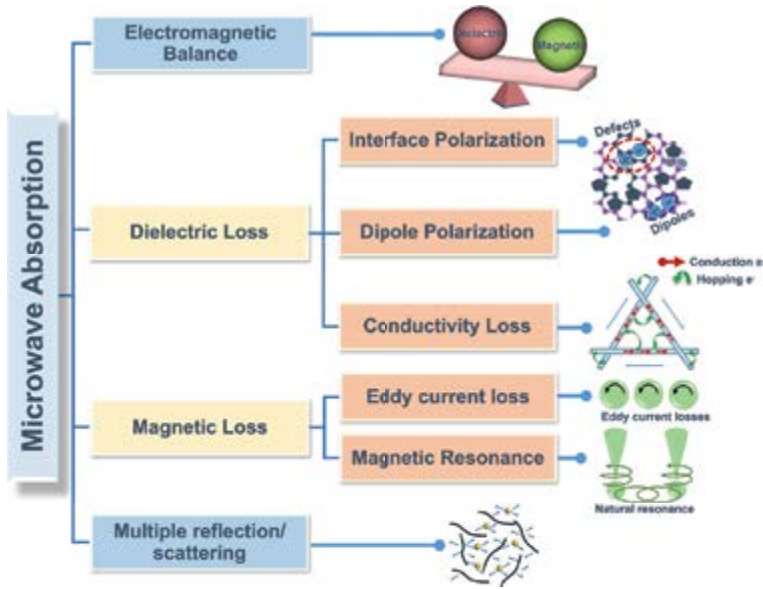 Microwave Absorption
Electromagnetic
Balance
Dielectric
Magnetic
Interface Polarization
Defects
Dielectric Loss
Dipole Polarization
Dipoles
Conduction e
Hopping e-
Conductivity Loss
Eddy current loss
Eddy current losses
Magnetic Loss
Magnetic Resonance
Natural resonance
Multiple reflection/
scattering